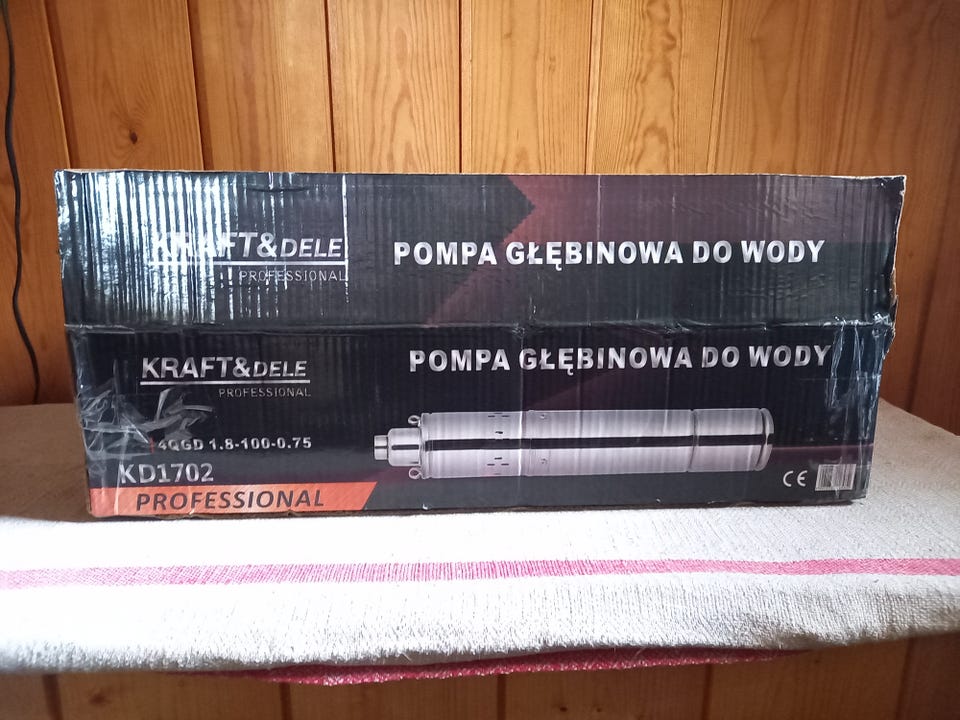 KRAFT&DELE
PROFESSIONAL
POMPA GŁĘBINOWA DO WODY
KRAFT&DELE
PROFESSIONAL
POMPA GŁĘBINOWA DO WODY
4QGD 1.8-100-0.75
KD1702
PROFESSIONAL
CE